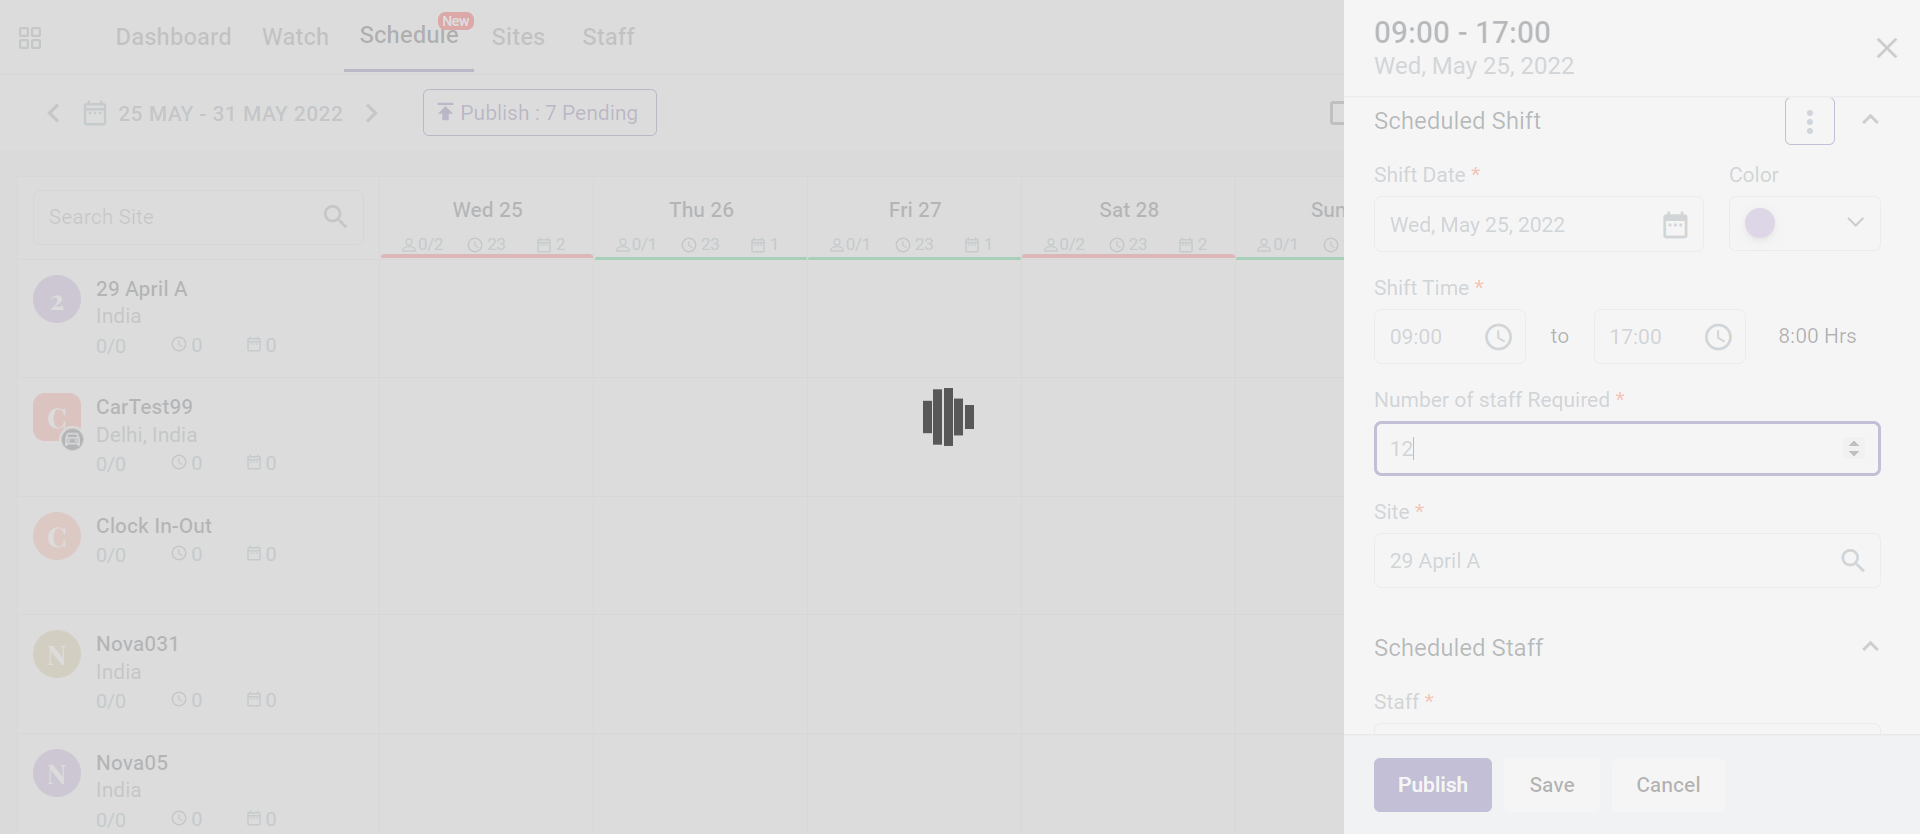 Dashboard
Watch
Schedule
New
Sites
Staff
25 MAY - 31 MAY 2022
Publish : 7 Pending
Search Site
Wed 25
0/2 23 2
Thu 26
0/1 23 1
Fri 27
0/1 23 1
Sat 28
0/2 23 2
Sun
0/1
2
29 April A
India
0/0 0 0
C
CarTest99
Delhi, India
0/0 0 0
C
Clock In-Out
0/0 0 0
N
Nova031
India
0/0 0 0
N
Nova05
India
0/0 0 0
09:00 - 17:00
Wed, May 25, 2022
Scheduled Shift
Shift Date *
Color
Wed, May 25, 2022
Shift Time *
09:00 to 17:00 8:00 Hrs
Number of staff Required *
12
Site *
29 April A
Scheduled Staff
Staff *
Publish
Save
Cancel